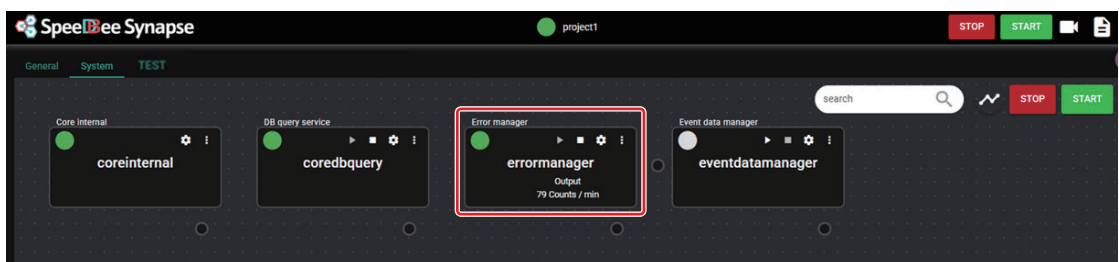 SpeeDBee Synapse
project1
STOP
START
General
System
TEST
search
STOP
START
Core internal
coreinternal
DB query service
coredbquery
Error manager
errormanager
Output
79 Counts / min
Event data manager
eventdatamanager